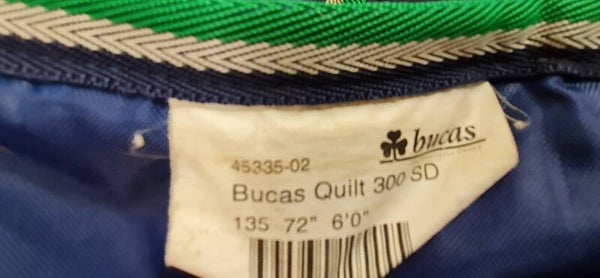 bucas
45335-02
Bucas Quilt 300 SD
135 72" 6'0"